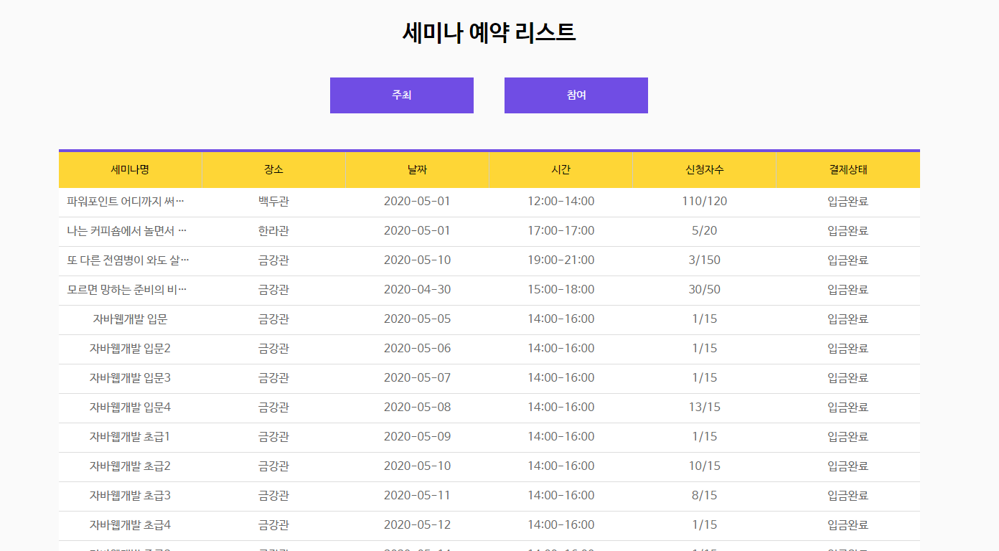 세미나 예약 리스트
주최 참여
세미나명 장소 날짜 시간 신청자수 결제상태
파워포인트 어디까지 써… 백두관 2020-05-01 12:00-14:00 110/120 입금완료
나는 커피숍에서 놀면서 … 한라관 2020-05-01 17:00-17:00 5/20 입금완료
또 다른 전염병이 와도 살… 금강관 2020-05-10 19:00-21:00 3/150 입금완료
모르면 망하는 준비의 비… 금강관 2020-04-30 15:00-18:00 30/50 입금완료
자바웹개발 입문 금강관 2020-05-05 14:00-16:00 1/15 입금완료
자바웹개발 입문2 금강관 2020-05-06 14:00-16:00 1/15 입금완료
자바웹개발 입문3 금강관 2020-05-07 14:00-16:00 1/15 입금완료
자바웹개발 입문4 금강관 2020-05-08 14:00-16:00 13/15 입금완료
자바웹개발 초급1 금강관 2020-05-09 14:00-16:00 1/15 입금완료
자바웹개발 초급2 금강관 2020-05-10 14:00-16:00 10/15 입금완료
자바웹개발 초급3 금강관 2020-05-11 14:00-16:00 8/15 입금완료
자바웹개발 초급4 금강관 2020-05-12 14:00-16:00 1/15 입금완료